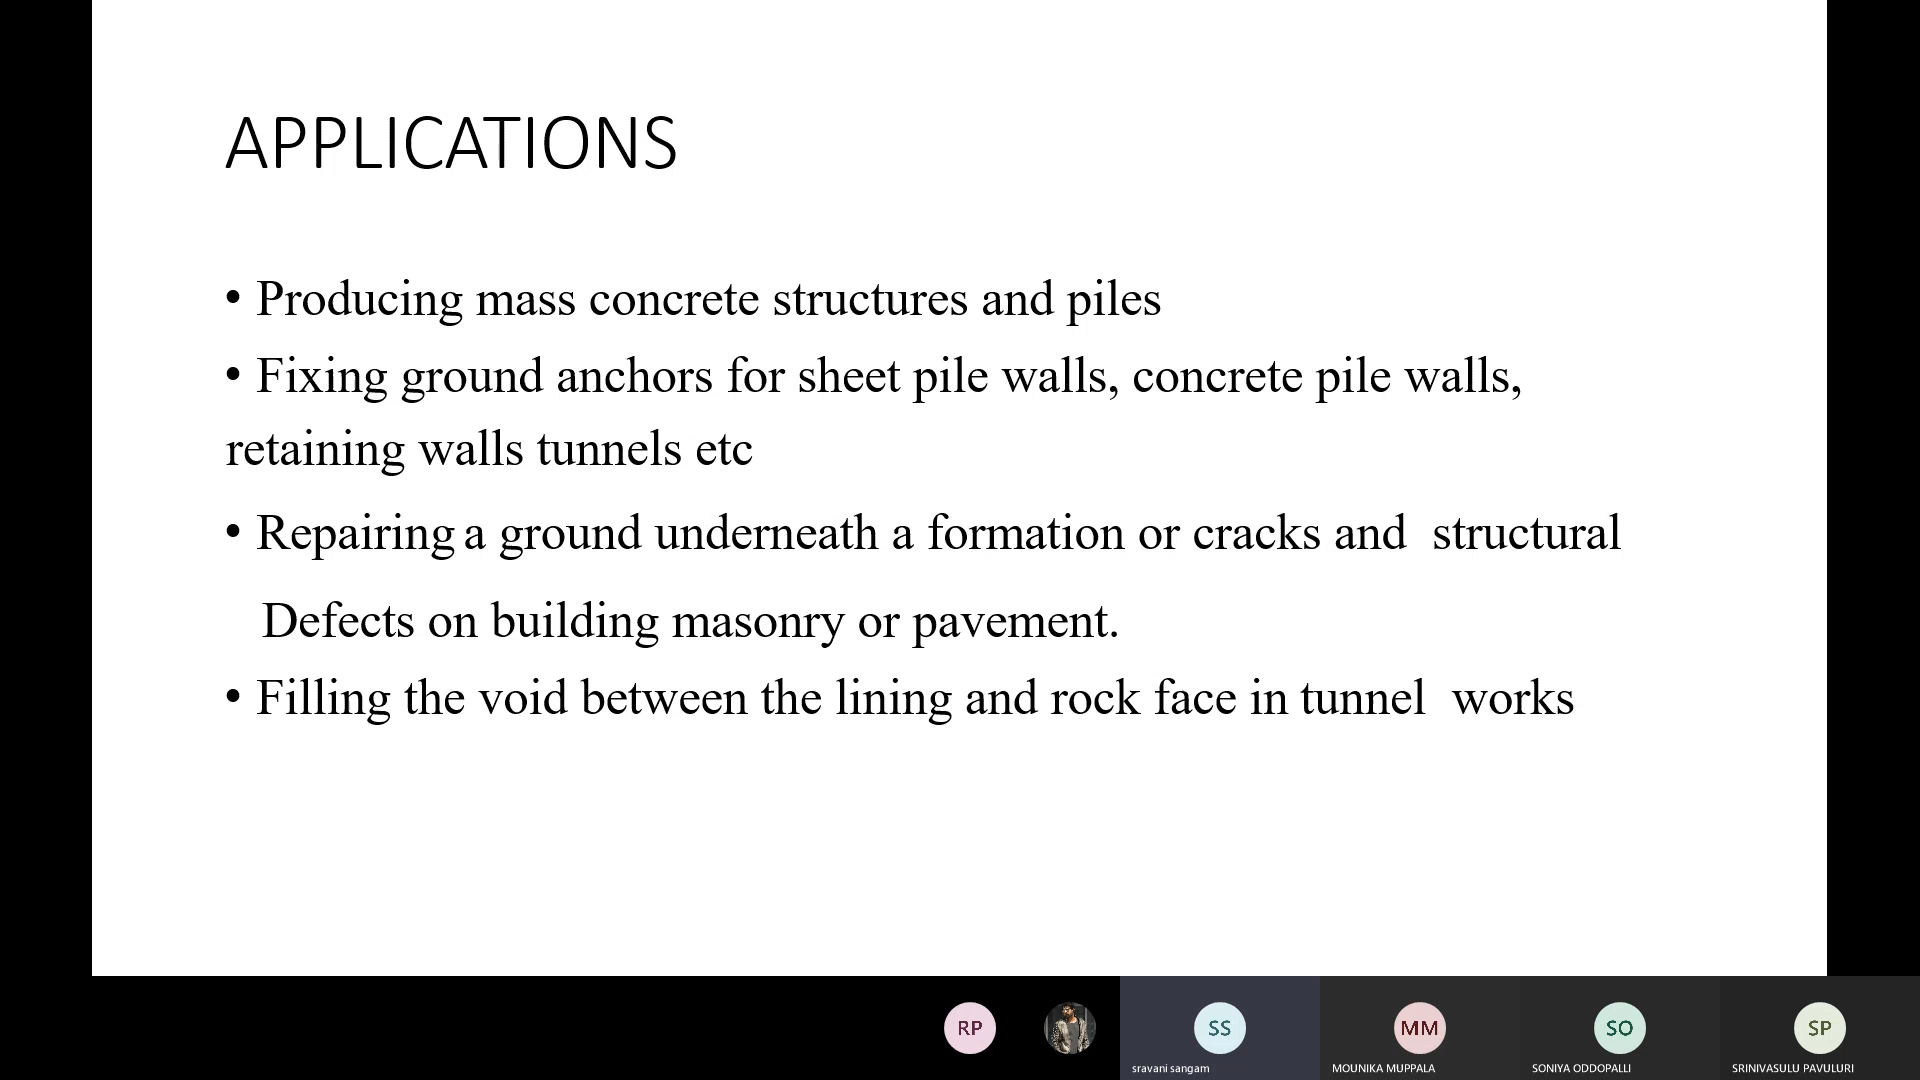 APPLICATIONS
• Producing mass concrete structures and piles
• Fixing ground anchors for sheet pile walls, concrete pile walls,
retaining walls tunnels etc
• Repairing a ground underneath a formation or cracks and structural
Defects on building masonry or pavement.
• Filling the void between the lining and rock face in tunnel works
RP
SS
MM
SO
SP
sravani sangam
MOUNIKA MUPPALA
SONIYA ODDOPALLI
SRINIVASULU PAVULURI